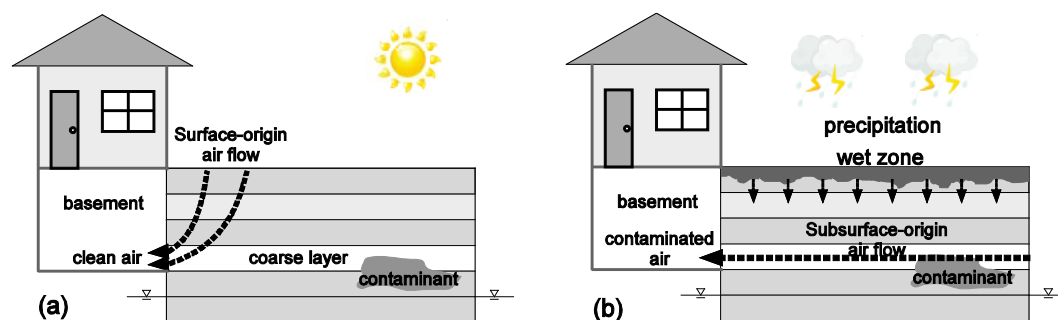 Surface-origin
air flow
basement
clean air
coarse layer
contaminant
(a)
precipitation
wet zone
basement
Subsurface-origin
air flow
contaminated
air
contaminant
(b)